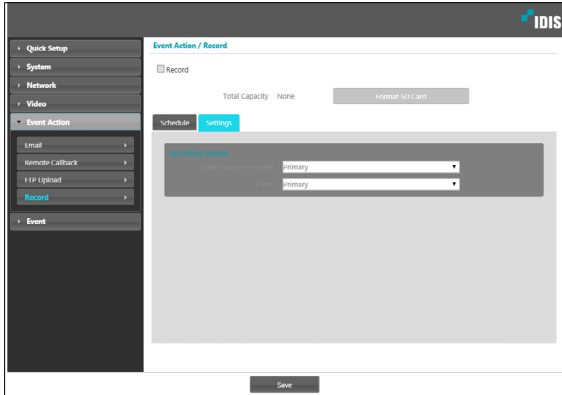 IDIS
Quick Setup
System
Network
Video
Event Action
Email
Remote Callback
FTP Upload
Record
Event
Event Action / Record
Record
Total Capacity None Format SD Card
Schedule Settings
Primary
Primary
Save